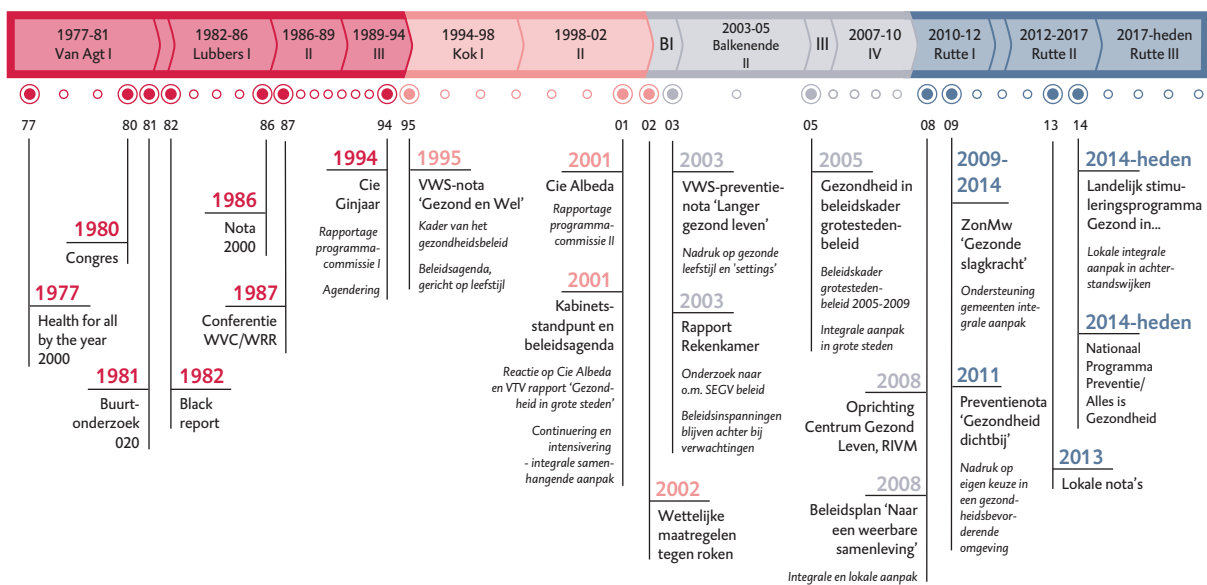 1977-81
Van Agt I
1982-86
Lubbers I
1986-89
II
1989-94
III
1994-98
Kok I
1998-02
II
BI
2003-05
Balkenende
II
III
2007-10
IV
2010-12
Rutte I
2012-2017
Rutte II
2017-heden
Rutte III
77
80
81
82
86
87
94
95
01
02
03
05
08
09
13
14
1977
Health for all
by the year
2000
1980
Congres
1981
Buurt-
onderzoek
020
1982
Black
report
1986
Nota
2000
1987
Conferentie
WVC/WRR
1994
Cie
Ginjaar
Rapportage
programma-
commissie I
Agendering
1995
VWS-nota
‘Gezond en Wel’
Kader van het
gezondheidsbeleid
Beleidsagenda,
gericht op leefstijl
2001
Cie Albeda
Rapportage
programma-
commissie II
2001
Kabinets-
standpunt en
beleidsagenda
Reactie op Cie Albeda
en VTV rapport ‘Gezond-
heid in grote steden’
Continuering en
intensivering
- integrale samen-
hangende aanpak
2002
Wettelijke
maatregelen
tegen roken
2003
VWS-preventie-
nota ‘Langer
gezond leven’
Nadruk op gezonde
leefstijl en 'settings’
2003
Rapport
Rekenkamer
Onderzoek naar
o.m. SEGV beleid
Beleidsinspanningen
blijven achter bij
verwachtingen
2005
Gezondheid in
beleidskader
grotesteden-
beleid
Beleidskader
grotesteden-
beleid 2005-2009
Integrale aanpak
in grote steden
2008
Oprichting
Centrum Gezond
Leven, RIVM
2008
Beleidsplan ‘Naar
een weerbare
samenleving’
Integrale en lokale aanpak
2009-
2014
ZonMw
‘Gezonde
slagkracht’
Ondersteuning
gemeenten inte-
grale aanpak
2011
Preventienota
‘Gezondheid
dichtbij’
Nadruk op
eigen keuze in
een gezond-
heidsbevor-
derende
omgeving
2013
Lokale nota’s
2014-heden
Landelijk stimu-
leringsprogramma
Gezond in...
Lokale integrale
aanpak in achter-
standswijken
2014-heden
Nationaal
Programma
Preventie/
Alles is
Gezondheid